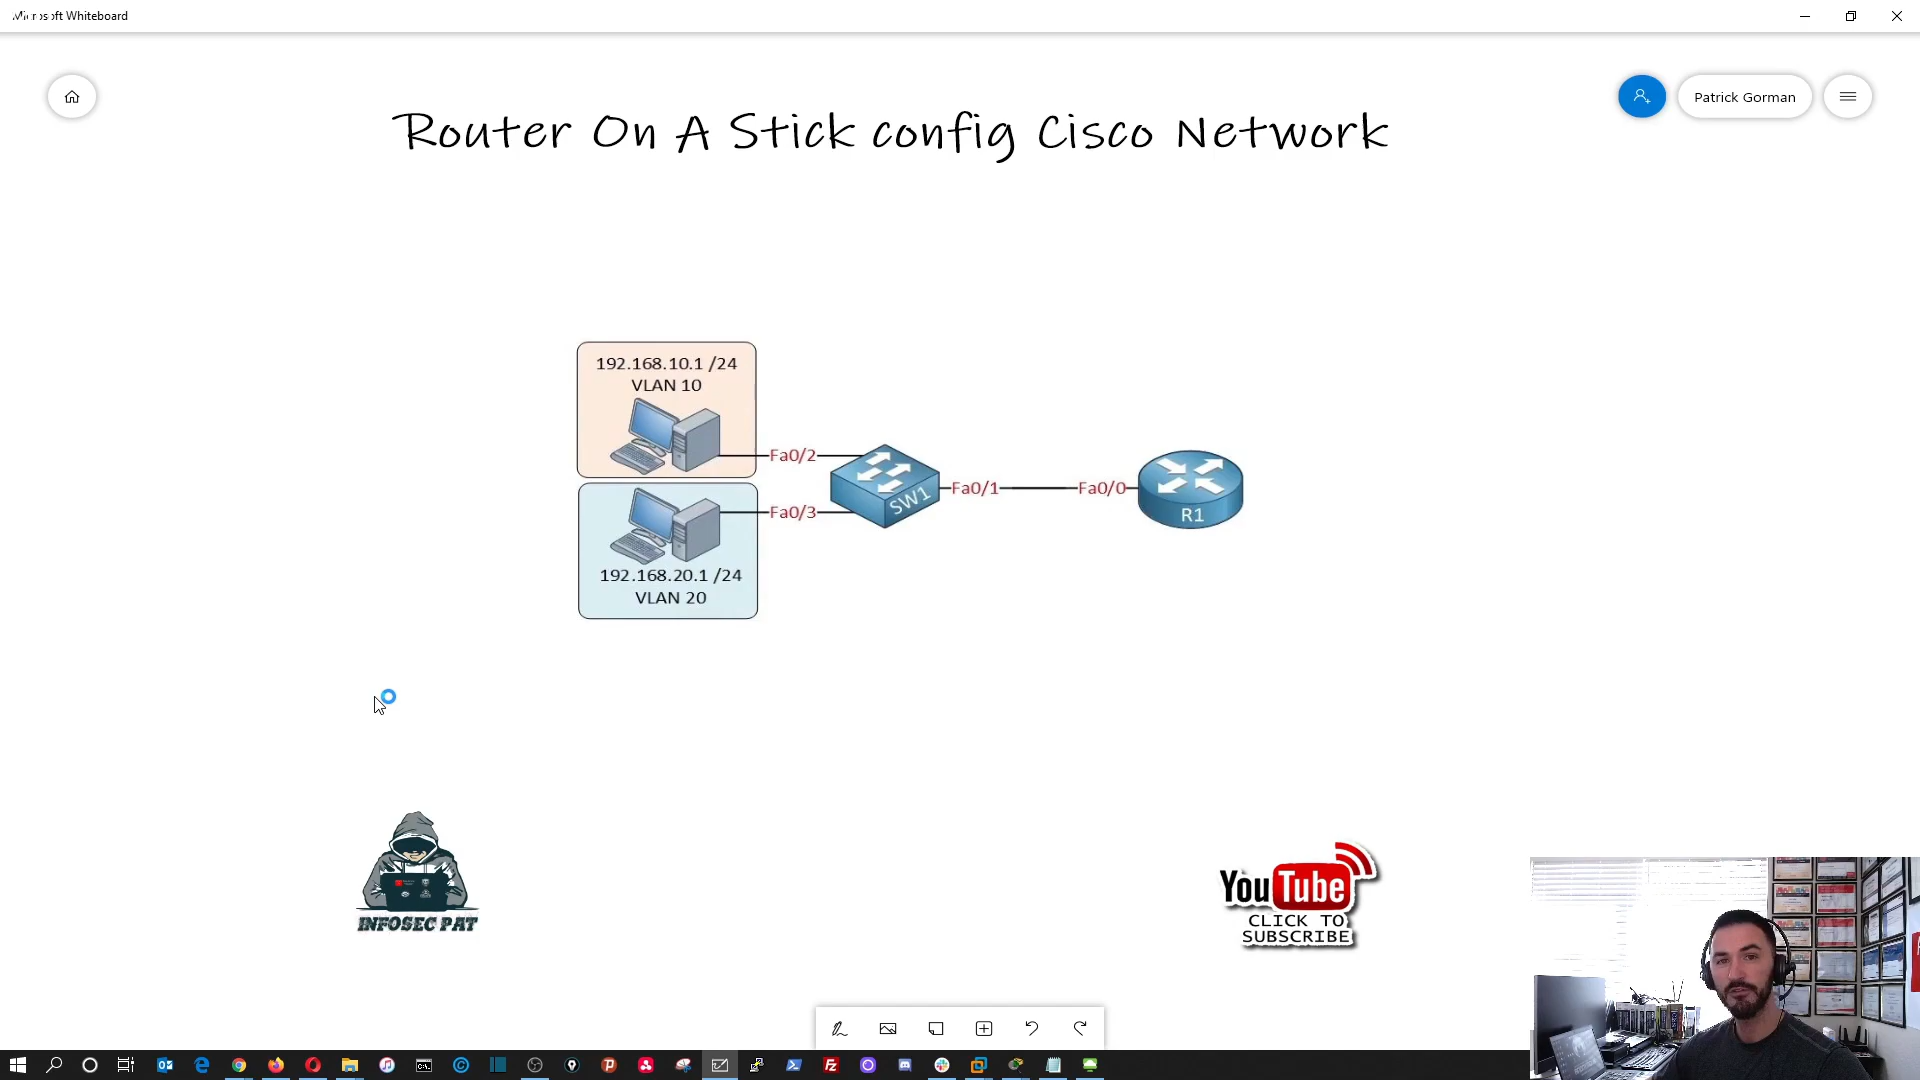 Microsoft Whiteboard
Patrick Gorman
Router On A Stick config Cisco Network
192.168.10.1 /24
VLAN 10
Fa0/2
SW1
Fa0/1
Fa0/0
R1
Fa0/3
192.168.20.1 /24
VLAN 20
INFOSEC PAT
YouTube
CLICK TO
SUBSCRIBE